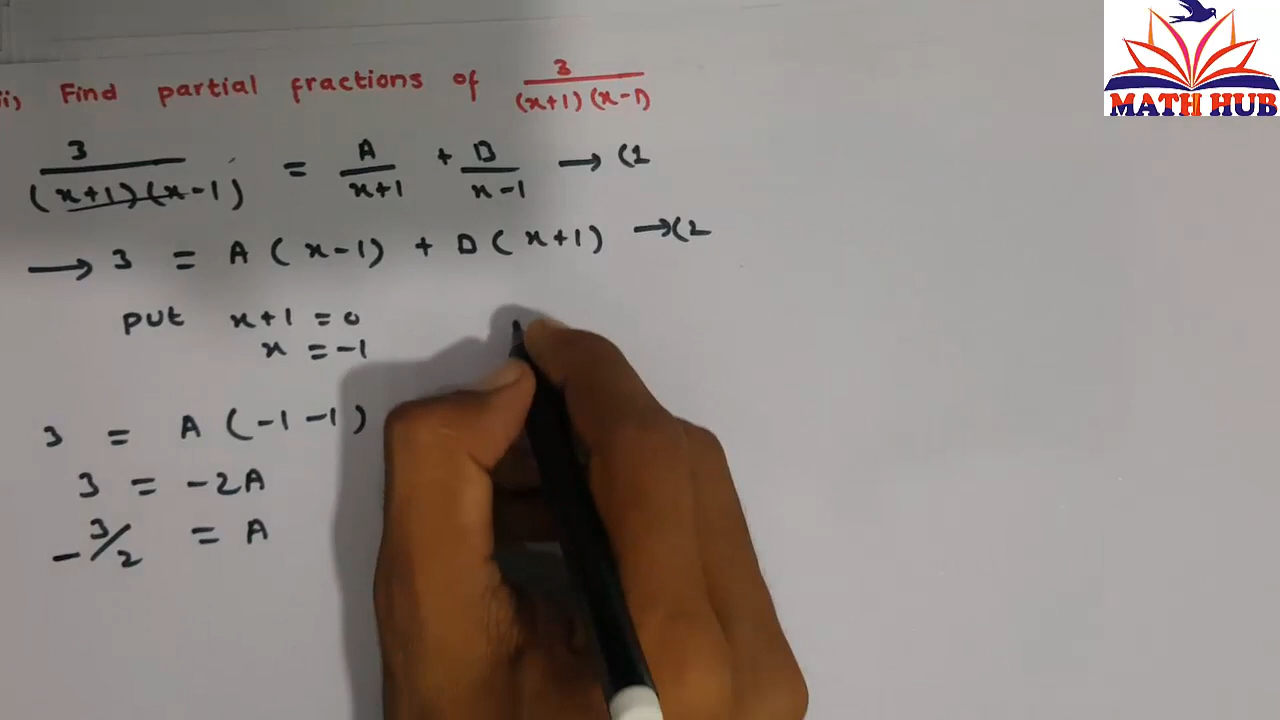 ii) Find partial fractions of 3/(x+1)(x-1)
3/(x+1)(x-1) = A/x+1 + B/x-1 → (1
→ 3 = A(x-1) + B(x+1) → (2
put x+1 = 0
x = -1
3 = A(-1-1)
3 = -2A
-3/2 = A
MATH HUB